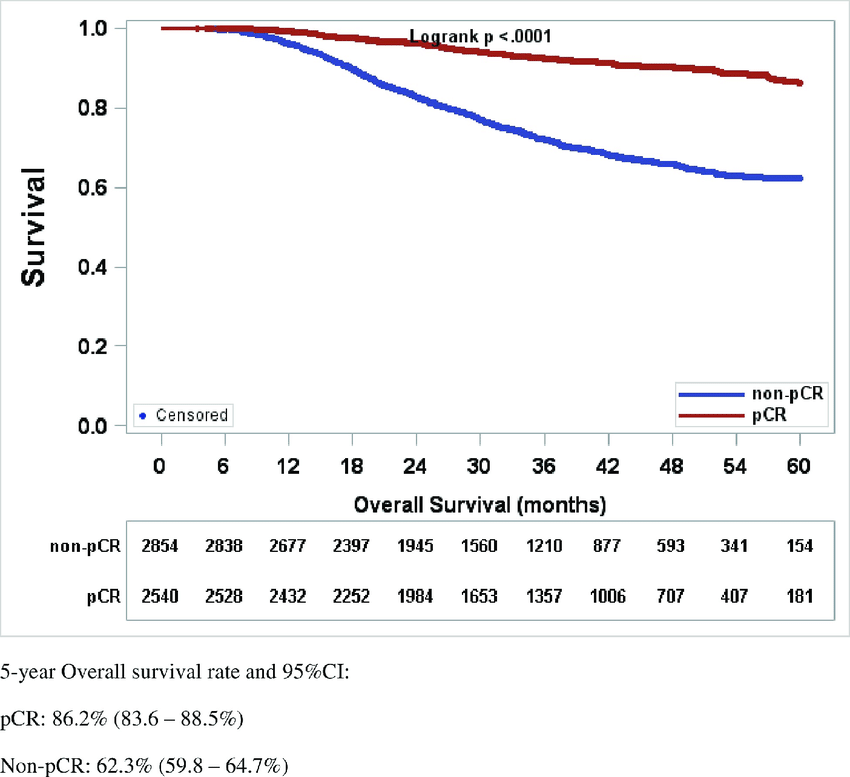 Logrank p <.0001
1.0
0.8
0.6
0.4
0.2
0.0
Survival
non-pCR
pCR
Censored
0 6 12 18 24 30 36 42 48 54 60
Overall Survival (months)
non-pCR 2854 2838 2677 2397 1945 1560 1210 877 593 341 154
pCR 2540 2528 2432 2252 1984 1653 1357 1006 707 407 181
5-year Overall survival rate and 95%CI:
pCR: 86.2% (83.6 – 88.5%)
Non-pCR: 62.3% (59.8 – 64.7%)